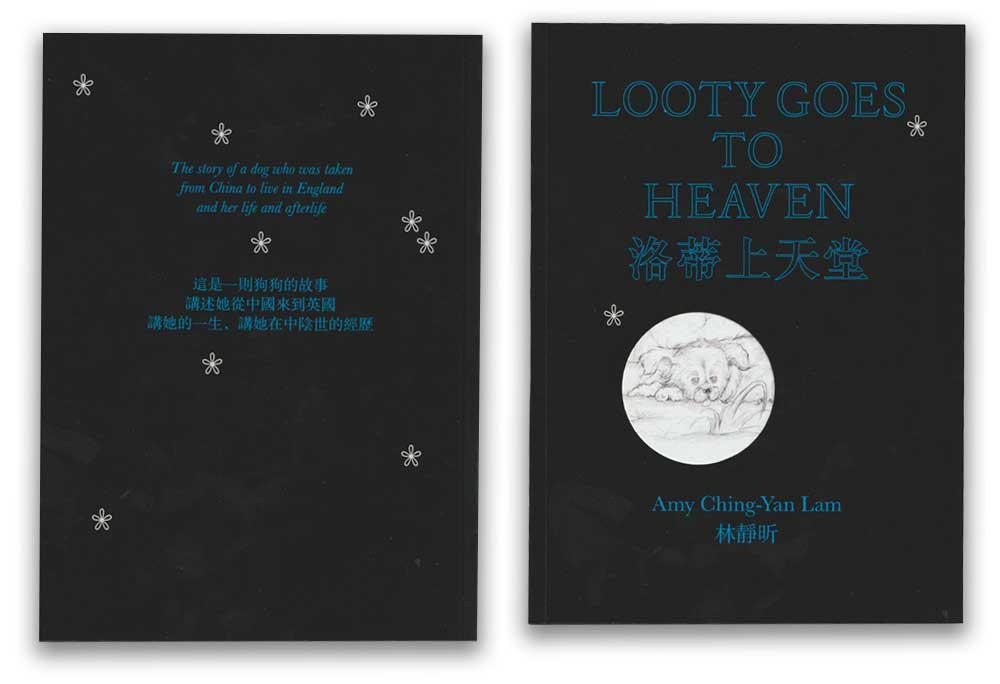 The story of a dog who was taken
from China to live in England
and her life and afterlife
這是一則狗狗的故事
講述她從中國來到英國
講她的一生、講她在中陰世的經歷
LOOTY GOES
TO
HEAVEN
洛蒂上天堂
Amy Ching-Yan Lam
林靜昕